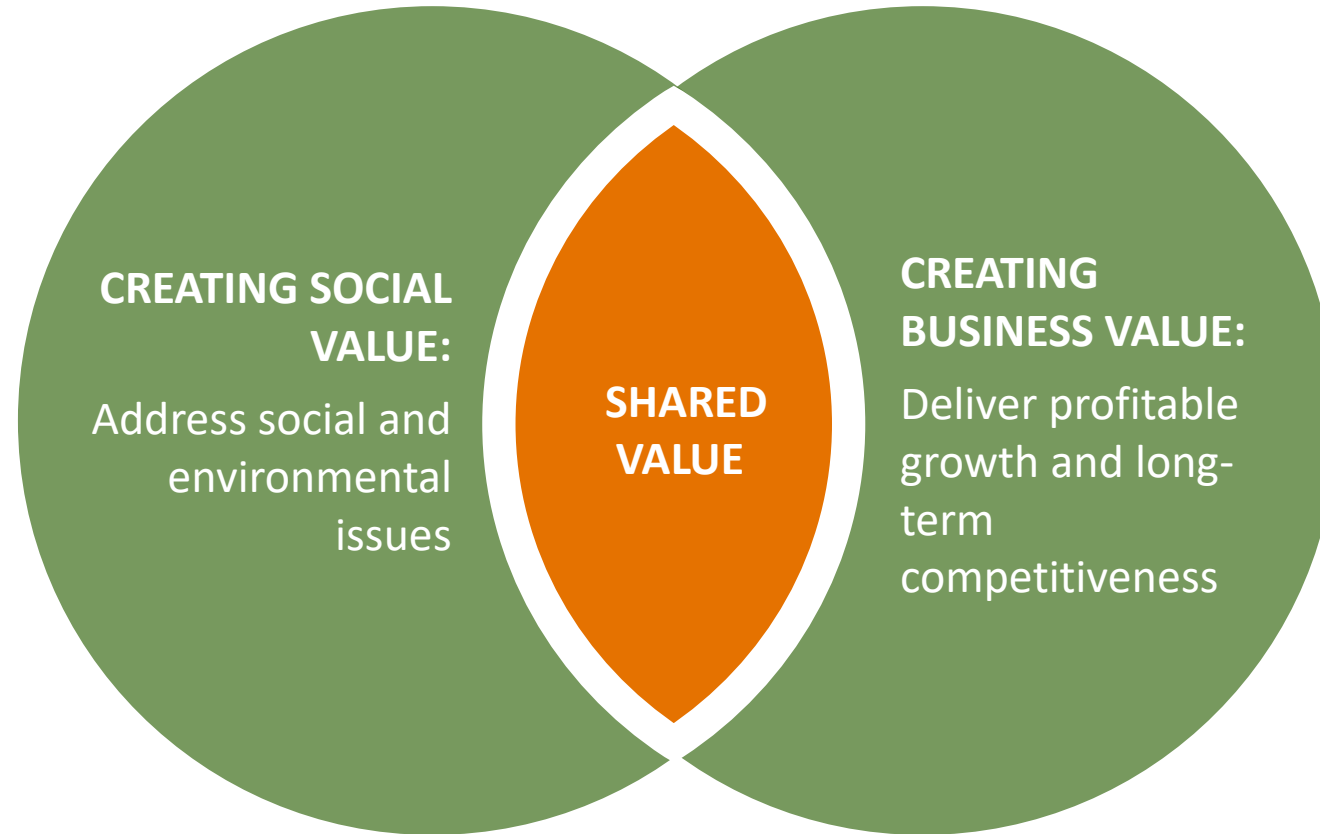 CREATING SOCIAL
VALUE:
Address social and
environmental
issues
SHARED
VALUE
CREATING
BUSINESS VALUE:
Deliver profitable
growth and long-
term
competitiveness